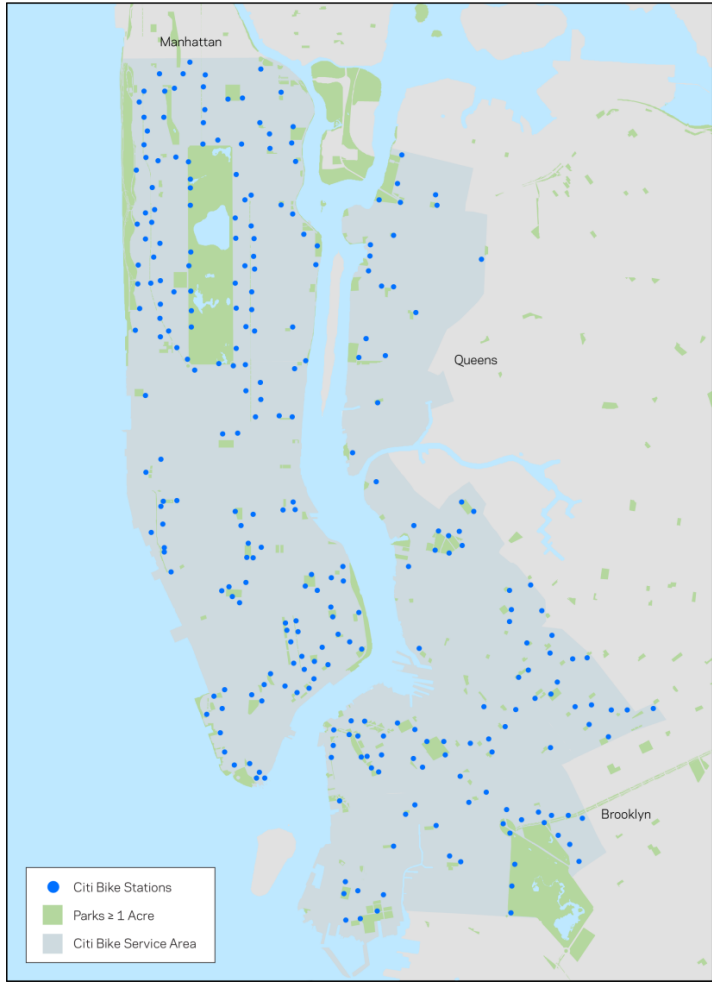 Manhattan
Queens
Brooklyn
Citi Bike Stations
Parks ≥ 1 Acre
Citi Bike Service Area